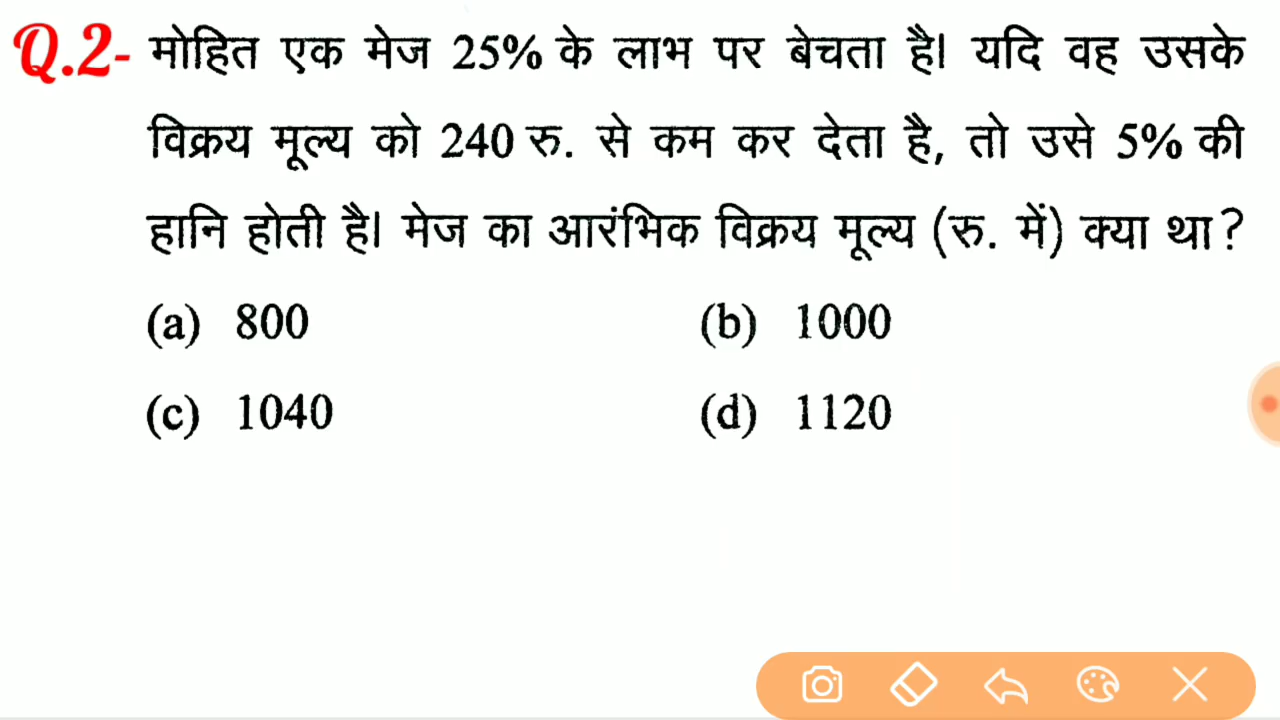 Q.2- मोहित एक मेज 25% के लाभ पर बेचता है। यदि वह उसके
विक्रय मूल्य को 240 रु. से कम कर देता है, तो उसे 5% की
हानि होती है। मेज का आरंभिक विक्रय मूल्य (रु. में) क्या था?
(a) 800 (b) 1000
(c) 1040 (d) 1120